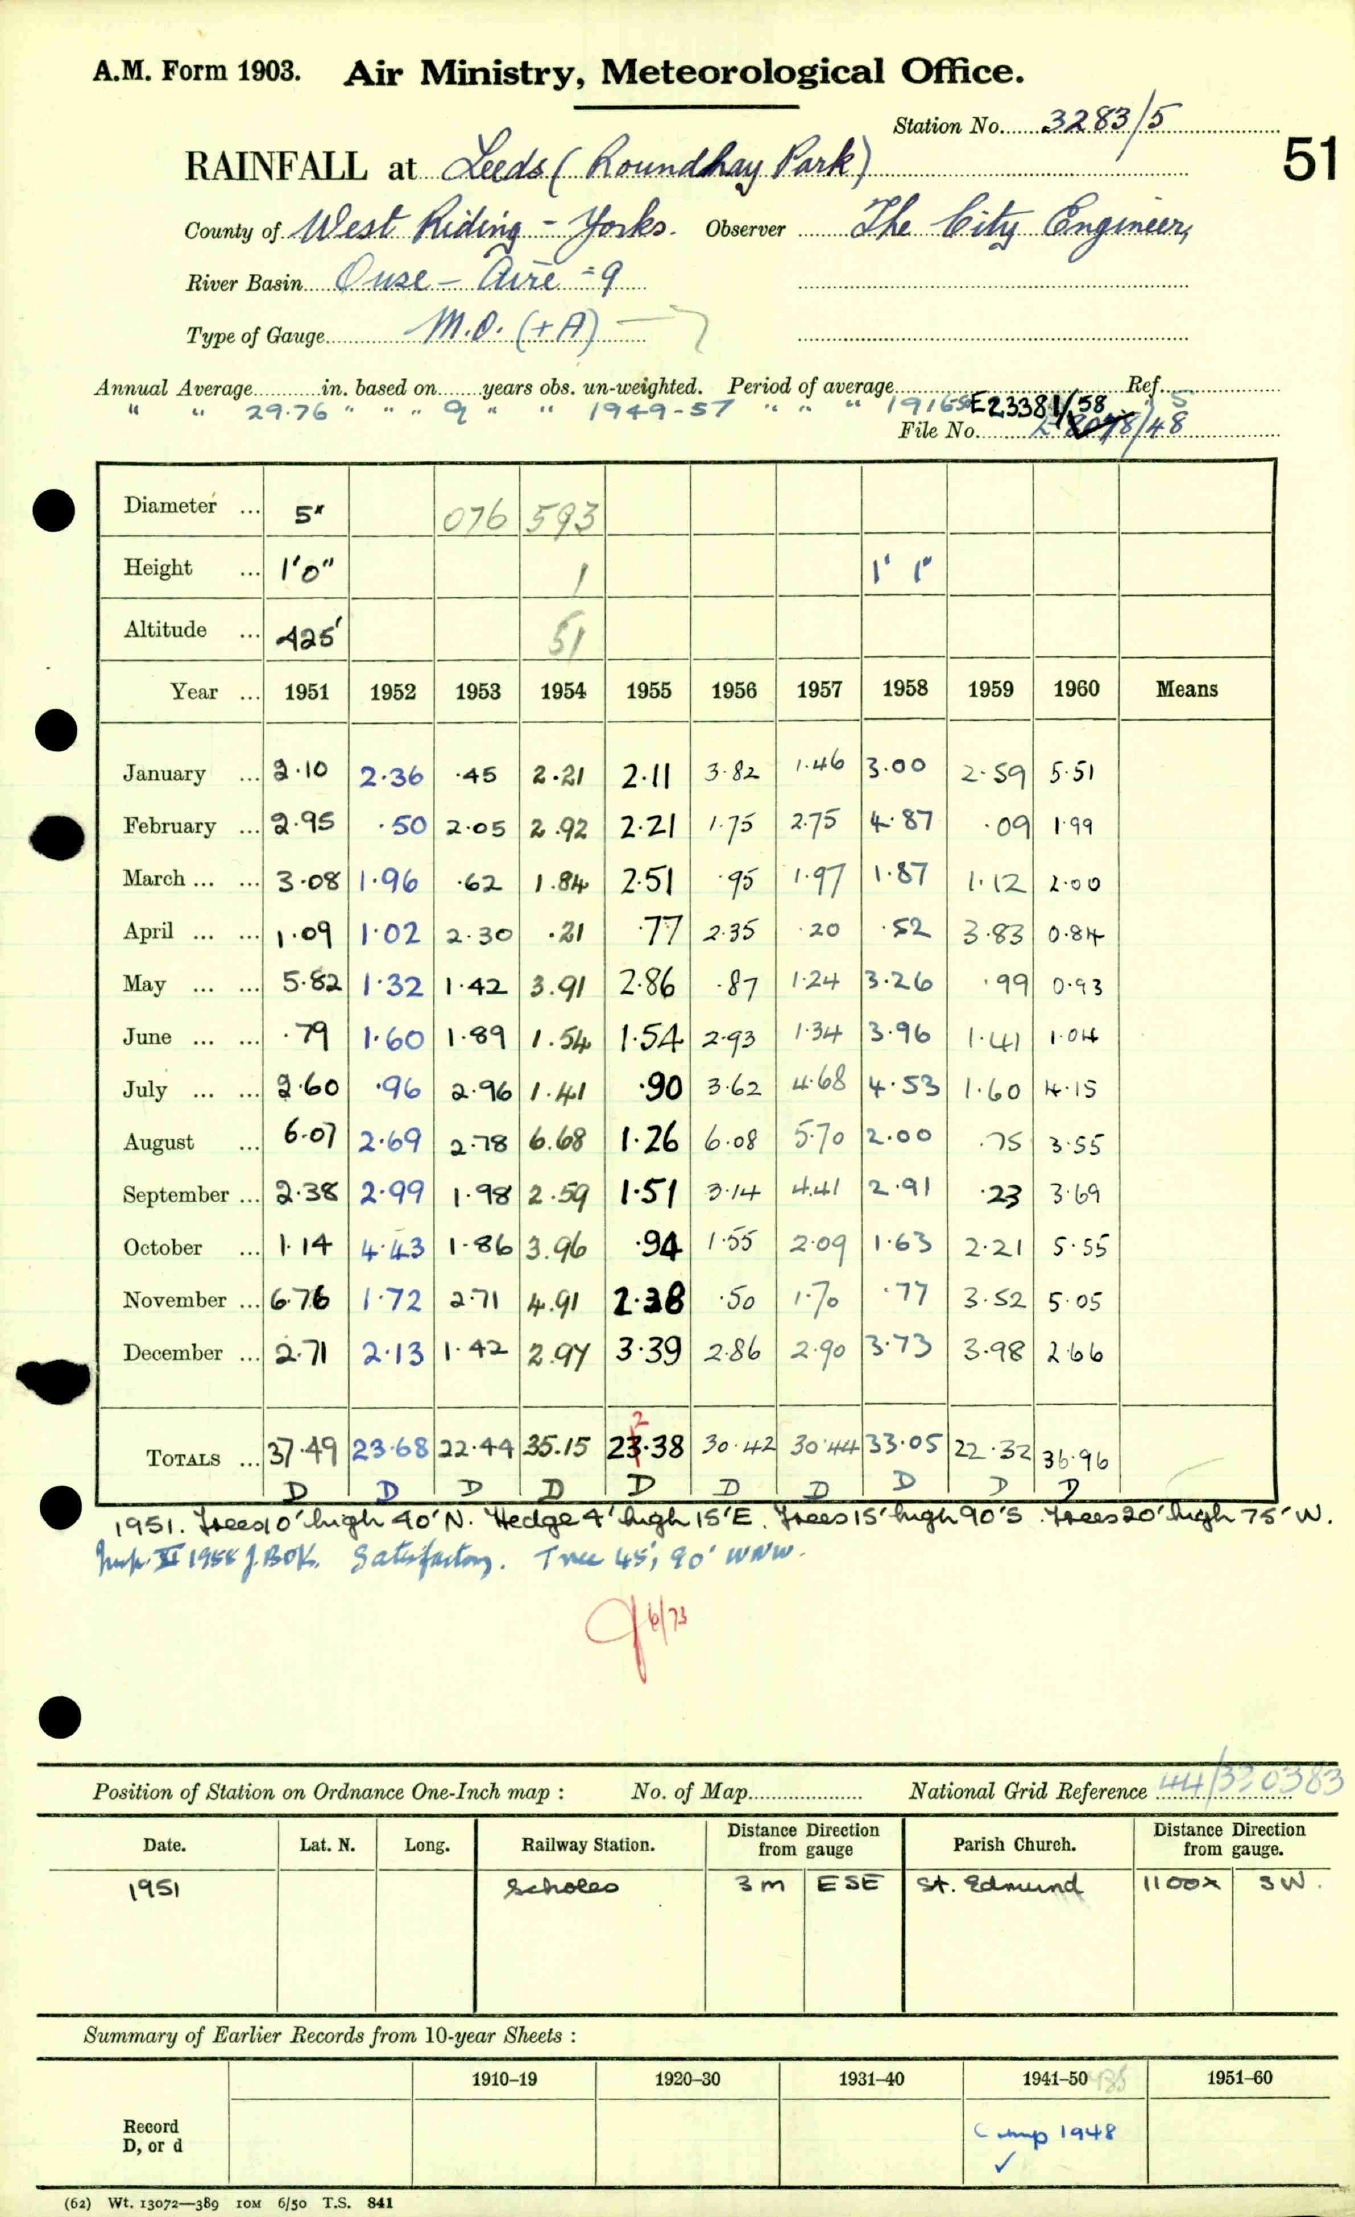 A.M. Form 1903. Air Ministry, Meteorological Office.
Station No. 3283/5
51
RAINFALL at Leeds (Roundhay Park)
County of West Riding - Yorks. Observer The City Engineer,
River Basin Ouse - Aire = 9
Type of Gauge M.O. (+A)
Annual Average in. based on years obs. un-weighted. Period of average Ref.
" " 29.76 " " " 9 " " 1949-57 " " " 1916-50 5
E23381/58
File No. /48
Diameter ... 5" 076 593
Height ... 1'0" 1 1' 1"
Altitude ... 425' 51
Year ... 1951 1952 1953 1954 1955 1956 1957 1958 1959 1960 Means
January ... 2.10 2.36 .45 2.21 2.11 3.82 1.46 3.00 2.59 5.51
February ... 2.95 .50 2.05 2.92 2.21 1.75 2.75 4.87 .09 1.99
March ... ... 3.08 1.96 .62 1.84 2.51 .95 1.97 1.87 1.12 2.00
April ... ... 1.09 1.02 2.30 .21 .77 2.35 .20 .52 3.83 0.84
May ... ... 5.82 1.32 1.42 3.91 2.86 .87 1.24 3.26 .99 0.93
June ... ... .79 1.60 1.89 1.54 1.54 2.93 1.34 3.96 1.41 1.04
July ... ... 2.60 .96 2.96 1.41 .90 3.62 4.68 4.53 1.60 4.15
August ... 6.07 2.69 2.78 6.68 1.26 6.08 5.70 2.00 .75 3.55
September ... 2.38 2.99 1.98 2.59 1.51 3.14 4.41 2.91 .23 3.69
October ... 1.14 4.43 1.86 3.96 .94 1.55 2.09 1.63 2.21 5.55
November ... 6.76 1.72 2.71 4.91 2.38 .50 1.70 .77 3.52 5.05
December ... 2.71 2.13 1.42 2.97 3.39 2.86 2.90 3.73 3.98 2.66
2
TOTALS ... 37.49 23.68 22.44 35.15 23.38 30.42 30.44 33.05 22.32 36.96
D D D D D D D D D D
1951. Trees 10' high 40' N. Hedge 4' high 15' E. Trees 15' high 90' S. Trees 20' high 75' W.
Insp. XI 1955 J.BOK. Satisfactory. Tree 45', 90' WNW.
6/73
Position of Station on Ordnance One-Inch map : No. of Map National Grid Reference 44/330383
Date. Lat. N. Long. Railway Station. Distance from Direction gauge Parish Church. Distance from Direction gauge.
1951 Scholes 3m ESE St. Edmund 1100x SW.
Summary of Earlier Records from 10-year Sheets :
1910-19 1920-30 1931-40 1941-50 1951-60
Record D, or d
Comp 1948
✓
(62) Wt. 13072—389 10M 6/50 T.S. 841